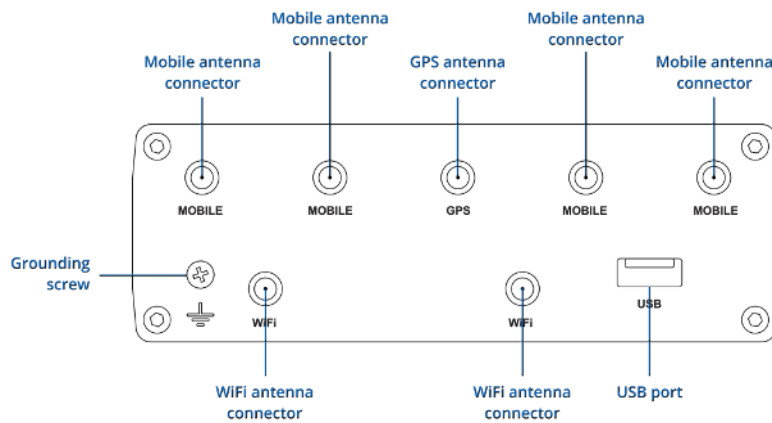 Mobile antenna
connector
Mobile antenna
connector
Mobile antenna
connector
GPS antenna
connector
Mobile antenna
connector
MOBILE
MOBILE
GPS
MOBILE
MOBILE
Grounding
screw
WiFi
WiFi
USB
WiFi antenna
connector
WiFi antenna
connector
USB port